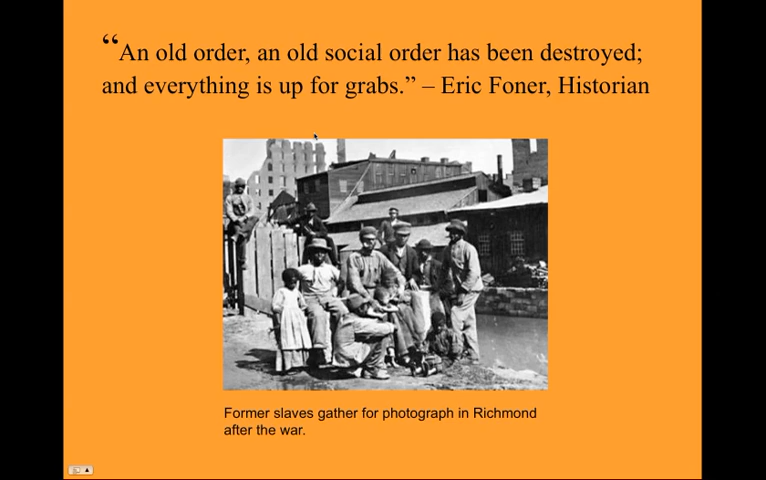 “An old order, an old social order has been destroyed;
and everything is up for grabs.” – Eric Foner, Historian
Former slaves gather for photograph in Richmond
after the war.